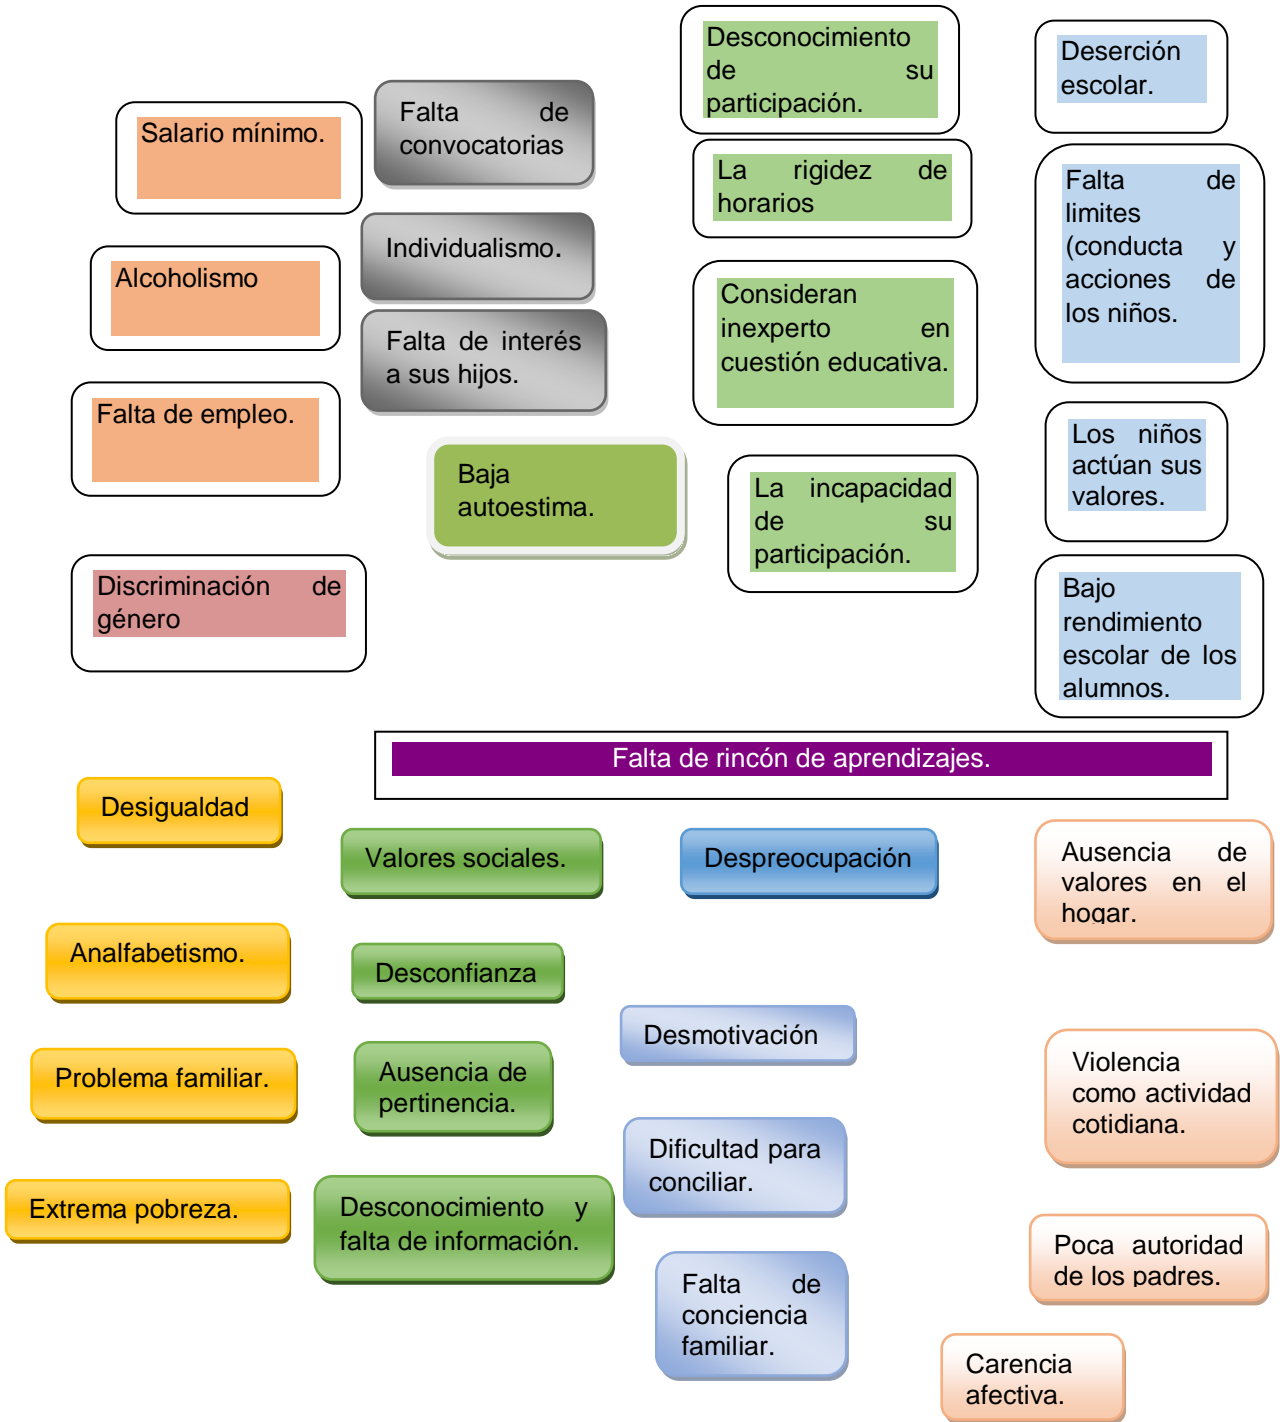 Desconocimiento
de su
participación.
Deserción
escolar.
Falta de
convocatorias
Salario mínimo.
La rigidez de
horarios
Falta de
limites
(conducta y
acciones de
los niños.
Individualismo.
Alcoholismo
Consideran
inexperto en
cuestión educativa.
Falta de interés
a sus hijos.
Falta de empleo.
Los niños
actúan sus
valores.
Baja
autoestima.
La incapacidad
de su
participación.
Discriminación de
género
Bajo
rendimiento
escolar de los
alumnos.
Falta de rincón de aprendizajes.
Desigualdad
Valores sociales.
Despreocupación
Ausencia de
valores en el
hogar.
Analfabetismo.
Desconfianza
Desmotivación
Problema familiar.
Ausencia de
pertinencia.
Violencia
como actividad
cotidiana.
Dificultad para
conciliar.
Extrema pobreza.
Desconocimiento y
falta de información.
Poca autoridad
de los padres.
Falta de
conciencia
familiar.
Carencia
afectiva.